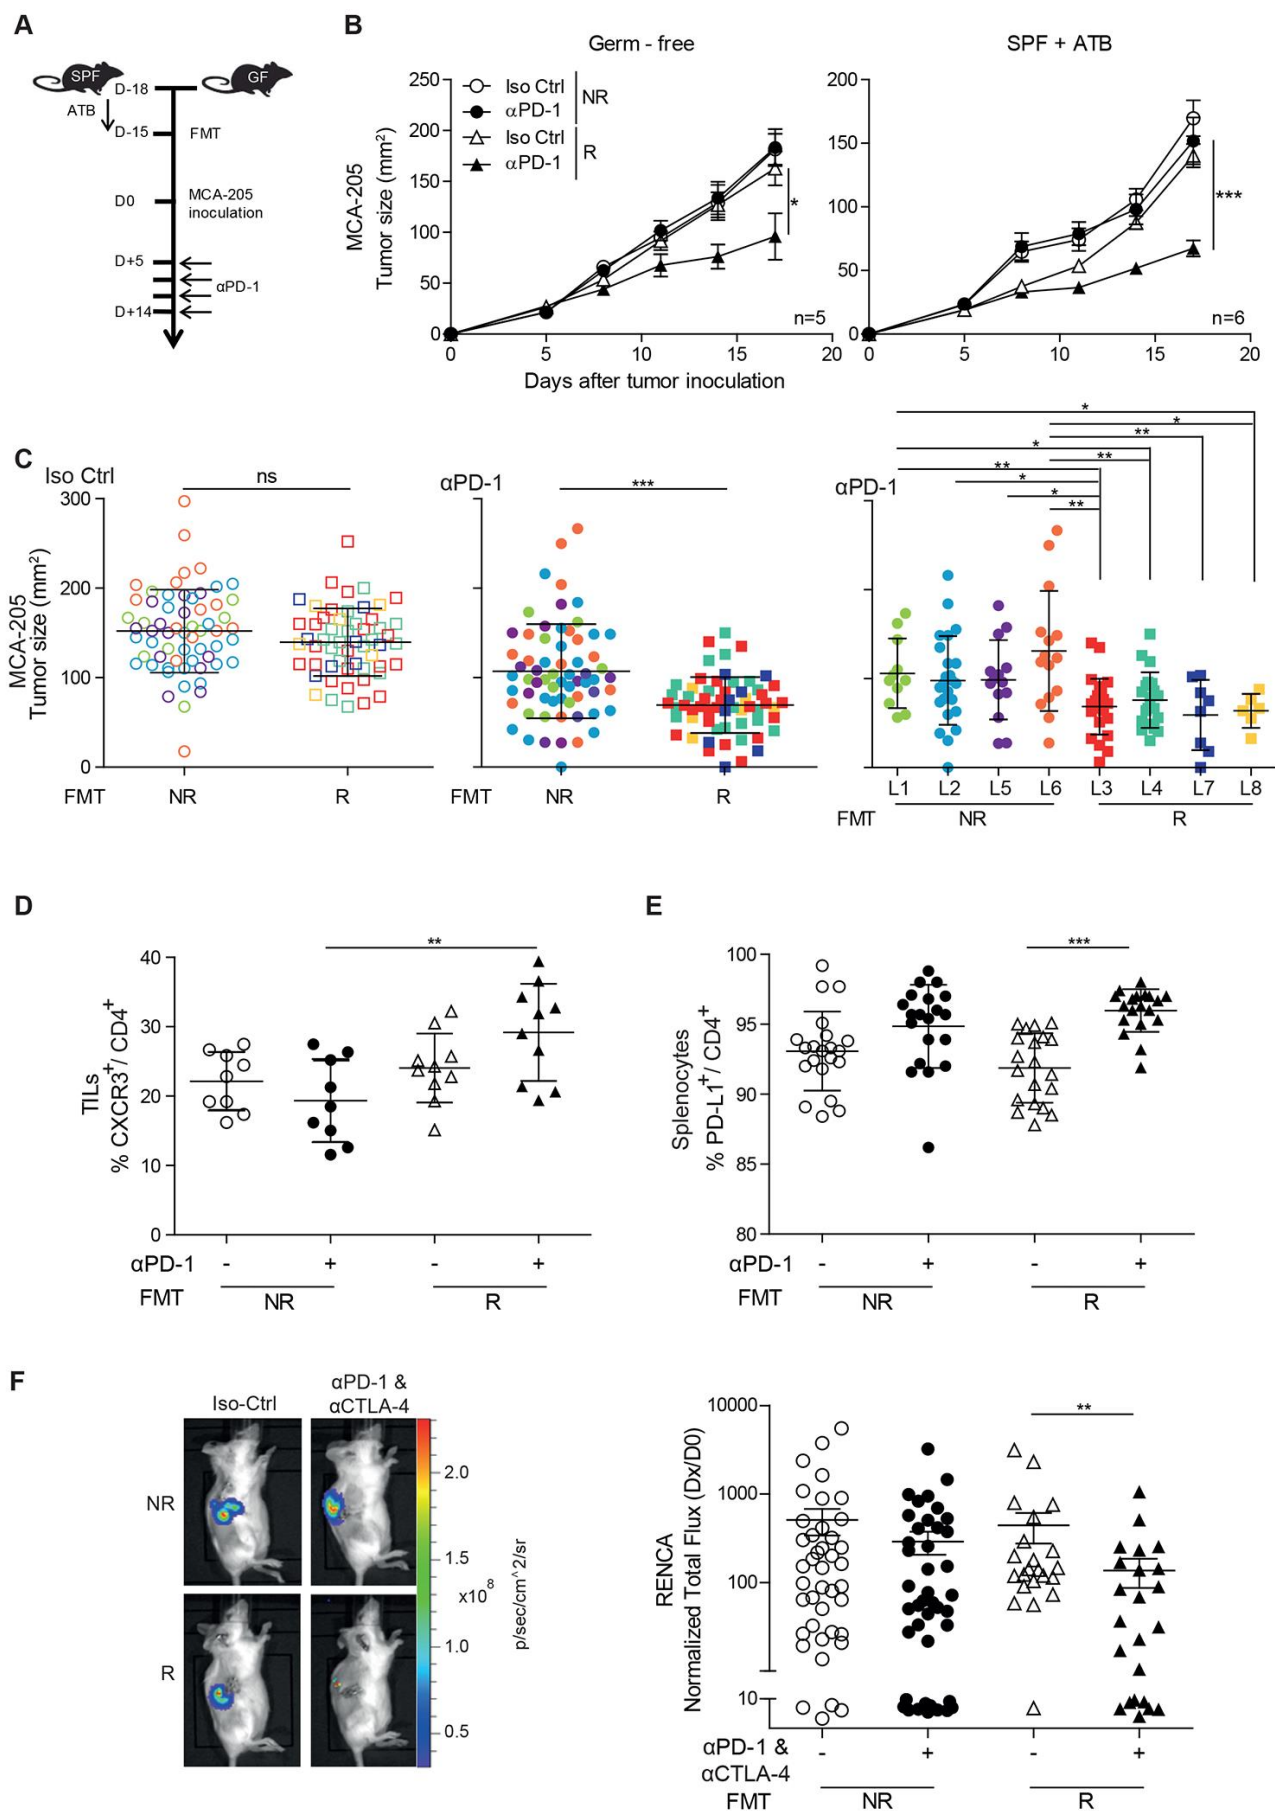 A
SPF
GF
D-18
ATB
D-15
FMT
D0
MCA-205
inoculation
D+5
αPD-1
D+14
B
Germ - free
SPF + ATB
MCA-205
Tumor size (mm²)
250
200
150
100
50
0
Iso Ctrl
αPD-1
NR
Iso Ctrl
αPD-1
R
*
n=5
0 5 10 15 20
200
150
100
50
0
***
n=6
0 5 10 15 20
Days after tumor inoculation
C
Iso Ctrl
MCA-205
Tumor size (mm²)
300
200
100
0
ns
FMT NR R
αPD-1
***
FMT NR R
αPD-1
*
*
**
*
**
**
*
*
**
L1 L2 L5 L6 L3 L4 L7 L8
FMT NR R
D
TILs
% CXCR3⁺/ CD4⁺
40
30
20
10
0
**
αPD-1 - + - +
FMT NR R
E
Splenocytes
% PD-L1⁺/ CD4⁺
100
95
90
85
80
***
αPD-1 - + - +
FMT NR R
F
Iso-Ctrl
αPD-1 &
αCTLA-4
NR
R
2.0
1.5
x10⁸
1.0
0.5
p/sec/cm^2/sr
RENCA
Normalized Total Flux (Dx/D0)
10000
1000
100
10
**
αPD-1 &
αCTLA-4
- + - +
FMT NR R